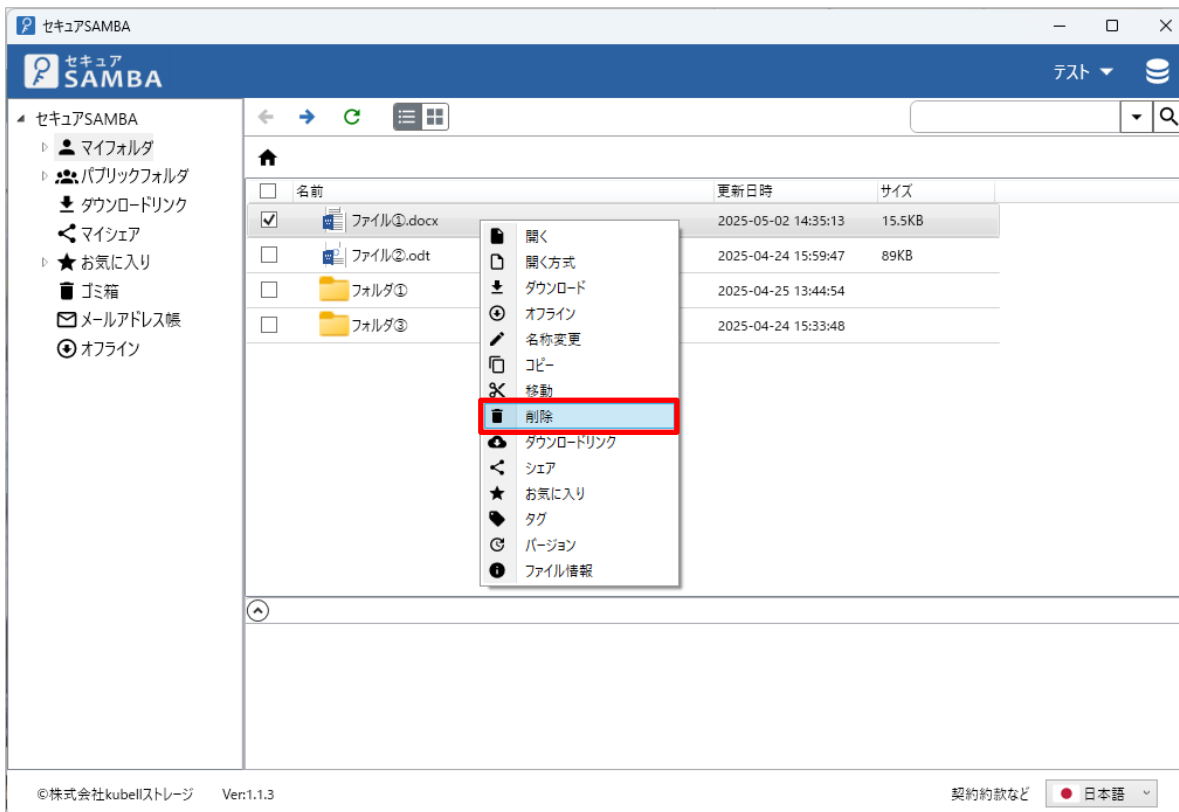 セキュアSAMBA
セキュア
SAMBA
テスト
セキュアSAMBA
マイフォルダ
パブリックフォルダ
ダウンロードリンク
マイシェア
お気に入り
ゴミ箱
メールアドレス帳
オフライン
名前 更新日時 サイズ
ファイル①.docx 2025-05-02 14:35:13 15.5KB
ファイル②.odt 2025-04-24 15:59:47 89KB
フォルダ① 2025-04-25 13:44:54
フォルダ③ 2025-04-24 15:33:48
開く
開く方式
ダウンロード
オフライン
名称変更
コピー
移動
削除
ダウンロードリンク
シェア
お気に入り
タグ
バージョン
ファイル情報
©株式会社kubellストレージ Ver:1.1.3 契約約款など 日本語